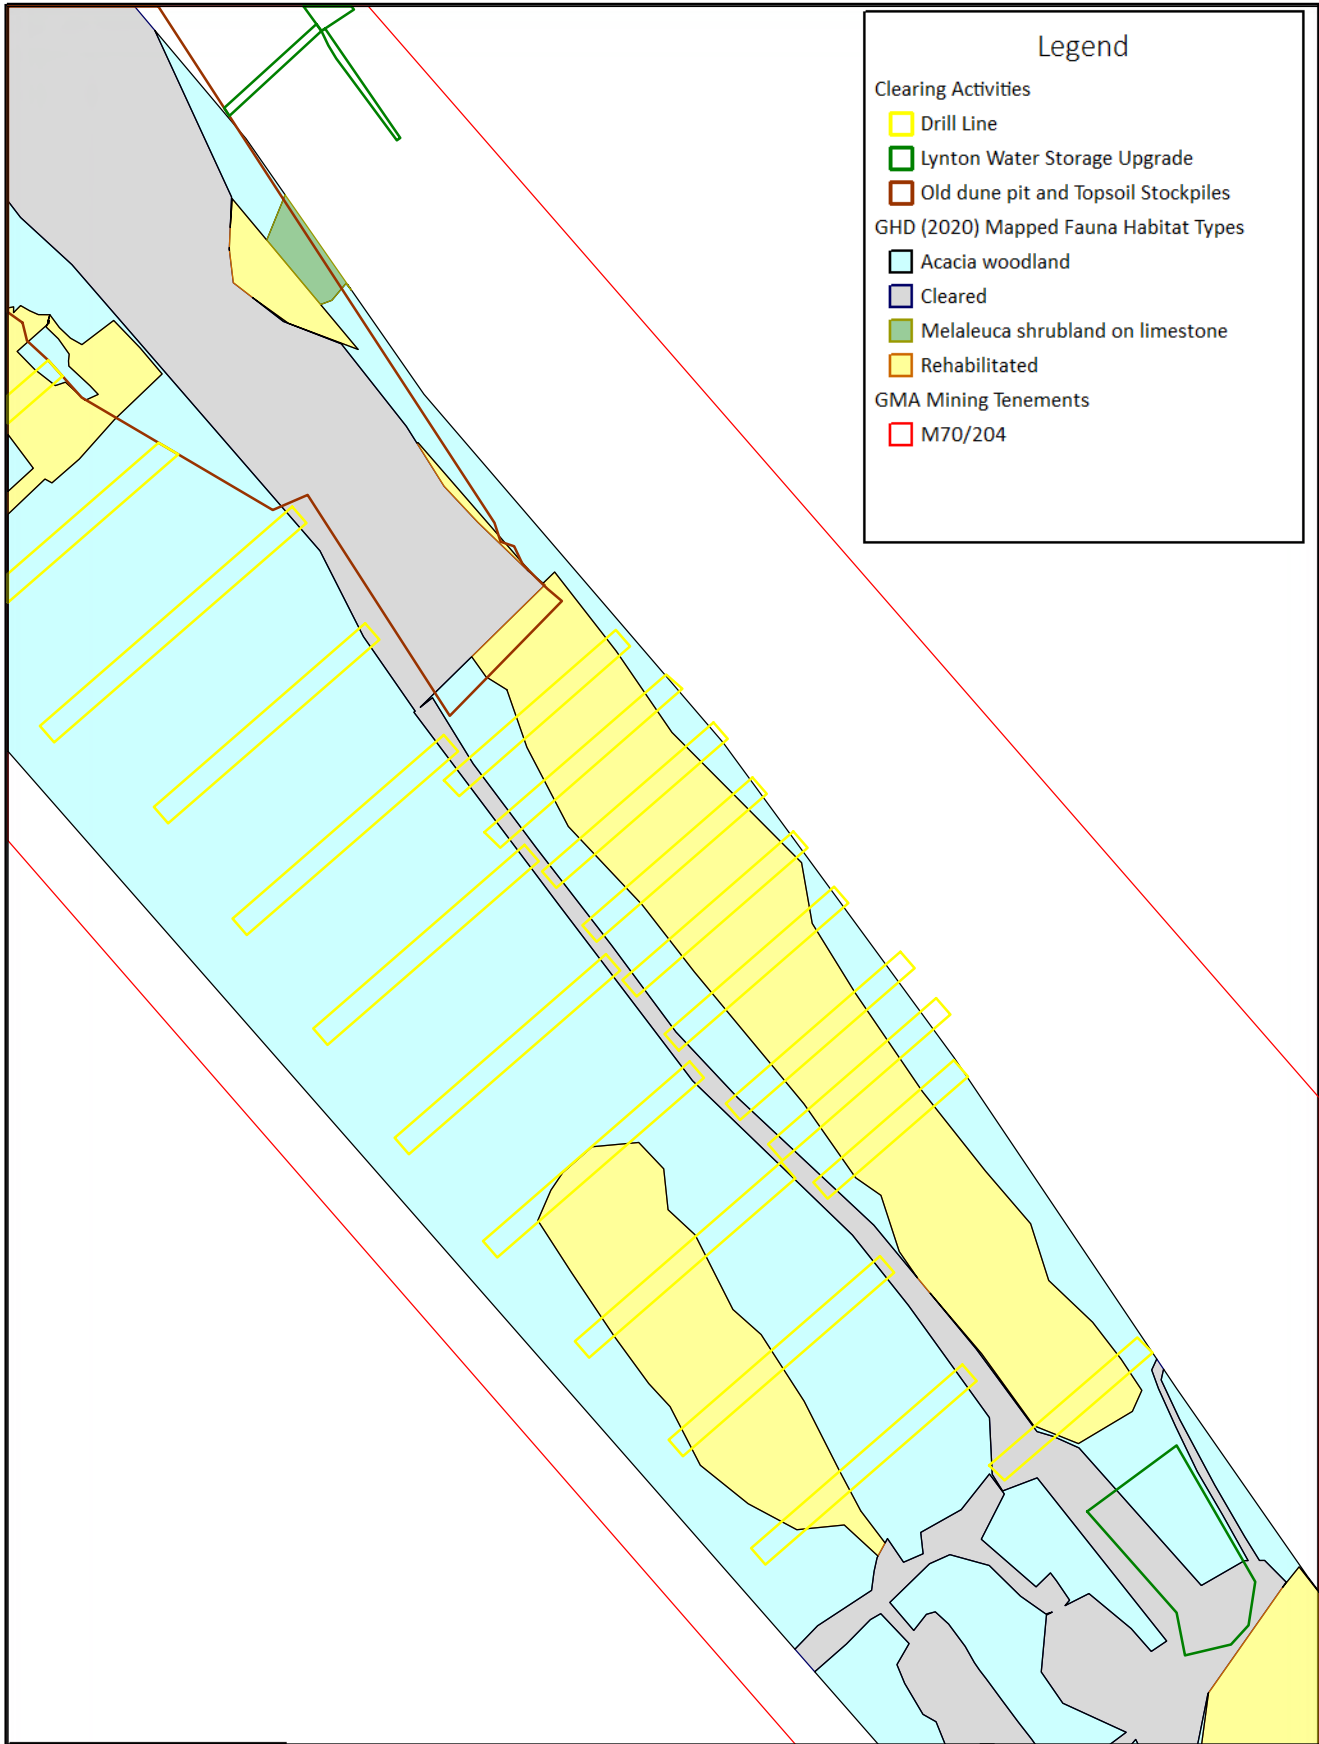 Legend
Clearing Activities
Drill Line
Lynton Water Storage Upgrade
Old dune pit and Topsoil Stockpiles
GHD (2020) Mapped Fauna Habitat Types
Acacia woodland
Cleared
Melaleuca shrubland on limestone
Rehabilitated
GMA Mining Tenements
M70/204